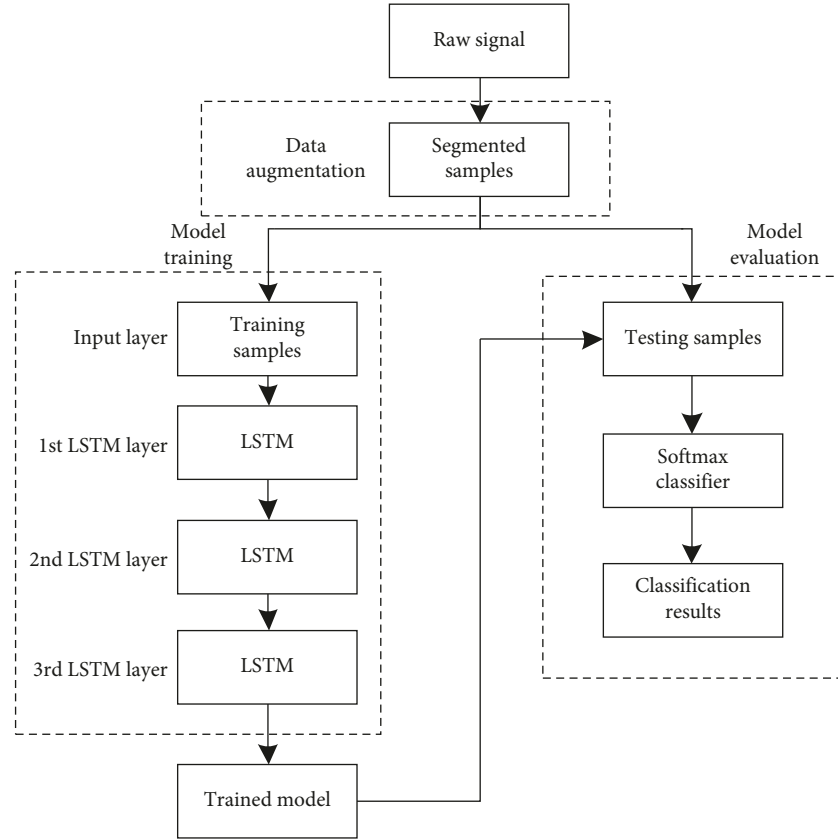 Raw signal
Data
augmentation
Segmented
samples
Model
training
Model
evaluation
Input layer
Training
samples
1st LSTM layer
LSTM
2nd LSTM layer
LSTM
3rd LSTM layer
LSTM
Trained model
Testing samples
Softmax
classifier
Classification
results